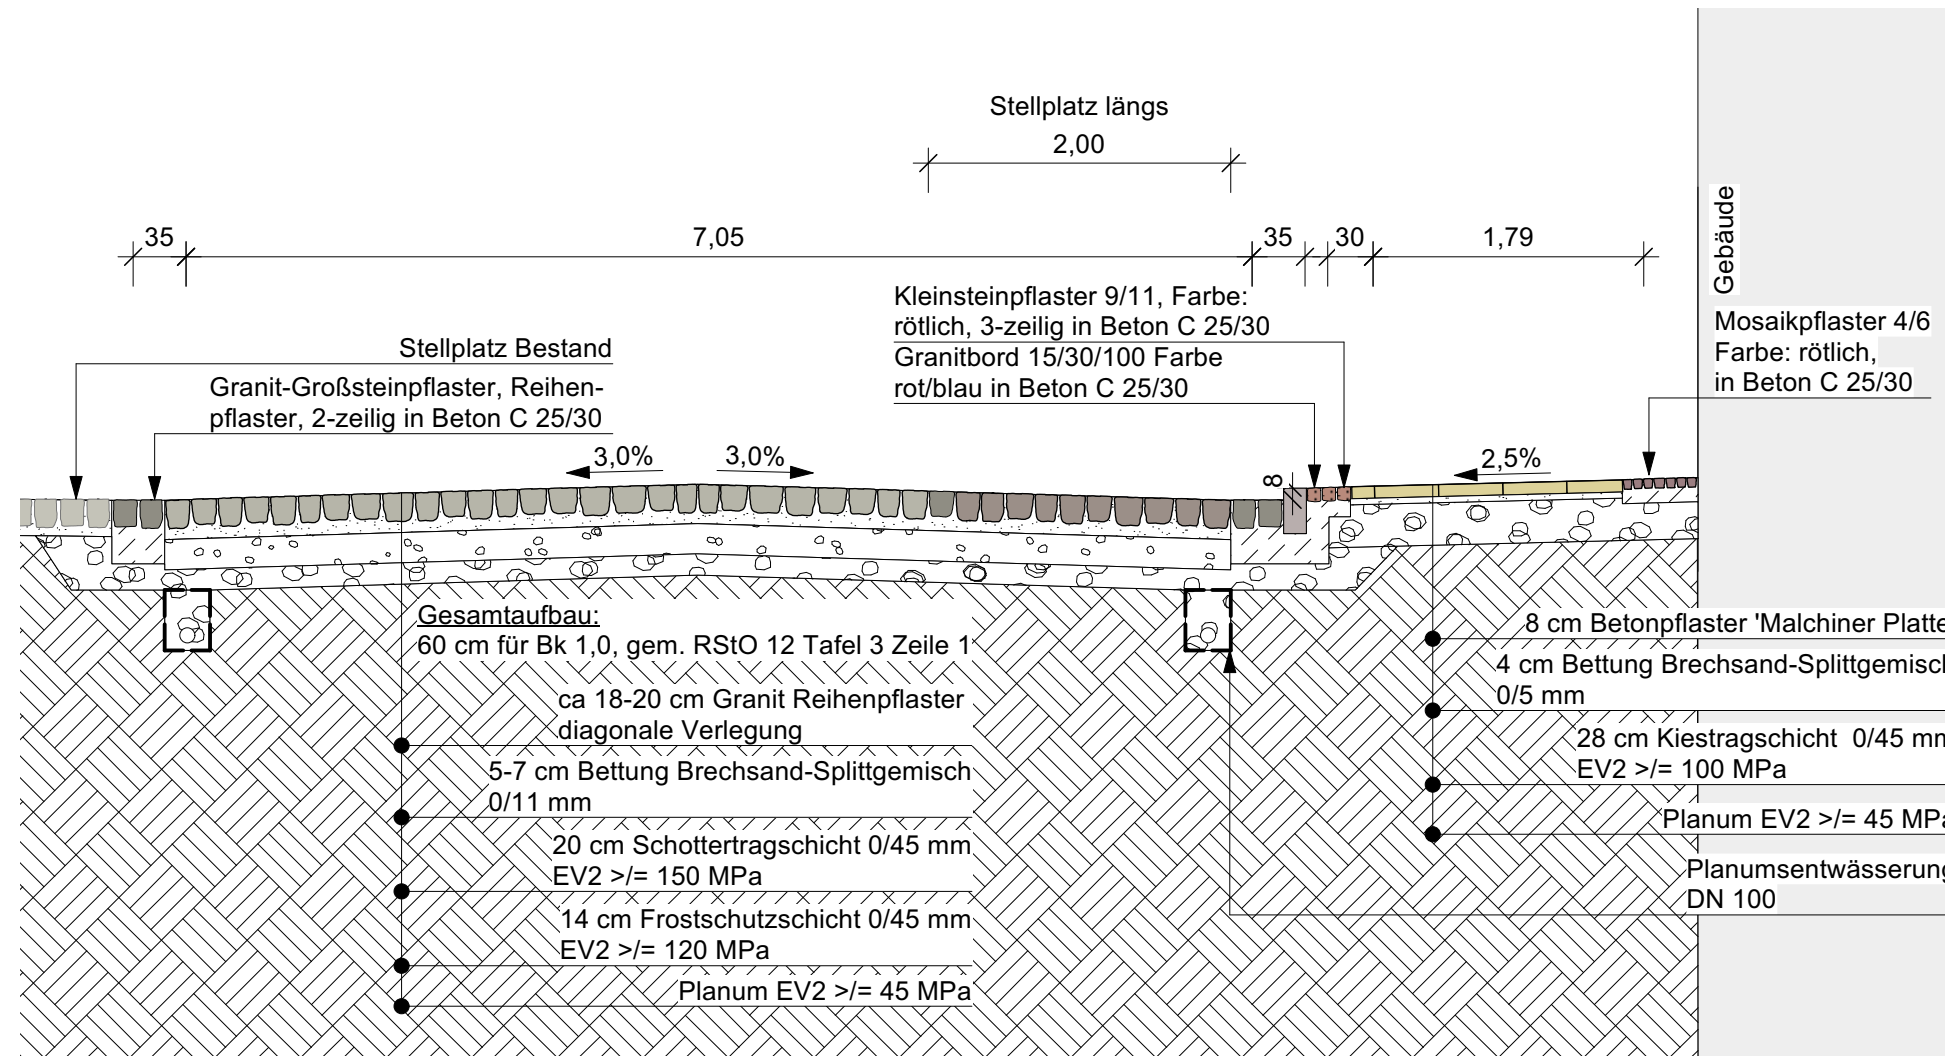 Stellplatz längs
2,00
35
7,05
35
30
1,79
Gebäude
Kleinsteinpflaster 9/11, Farbe:
rötlich, 3-zeilig in Beton C 25/30
Granitbord 15/30/100 Farbe
rot/blau in Beton C 25/30
Mosaikpflaster 4/6
Farbe: rötlich,
in Beton C 25/30
Stellplatz Bestand
Granit-Großsteinpflaster, Reihen-
pflaster, 2-zeilig in Beton C 25/30
3,0%
3,0%
8
2,5%
Gesamtaufbau:
60 cm für Bk 1,0, gem. RStO 12 Tafel 3 Zeile 1
ca 18-20 cm Granit Reihenpflaster
diagonale Verlegung
5-7 cm Bettung Brechsand-Splittgemisch
0/11 mm
20 cm Schottertragschicht 0/45 mm
EV2 >/= 150 MPa
14 cm Frostschutzschicht 0/45 mm
EV2 >/= 120 MPa
Planum EV2 >/= 45 MPa
8 cm Betonpflaster 'Malchiner Platte
4 cm Bettung Brechsand-Splittgemisch
0/5 mm
28 cm Kiestragschicht 0/45 mm
EV2 >/= 100 MPa
Planum EV2 >/= 45 MPa
Planumsentwässerung
DN 100